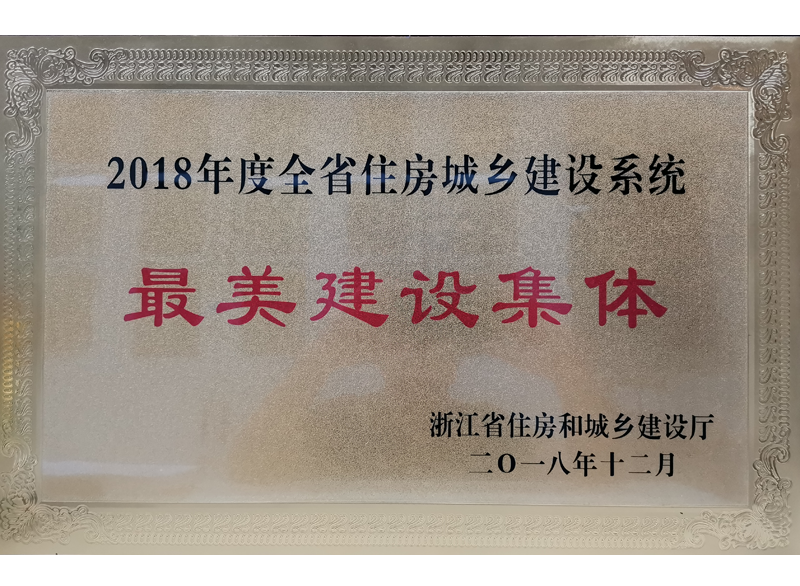 2018年度全省住房城乡建设系统
最美建设集体
浙江省住房和城乡建设厅
二〇一八年十二月